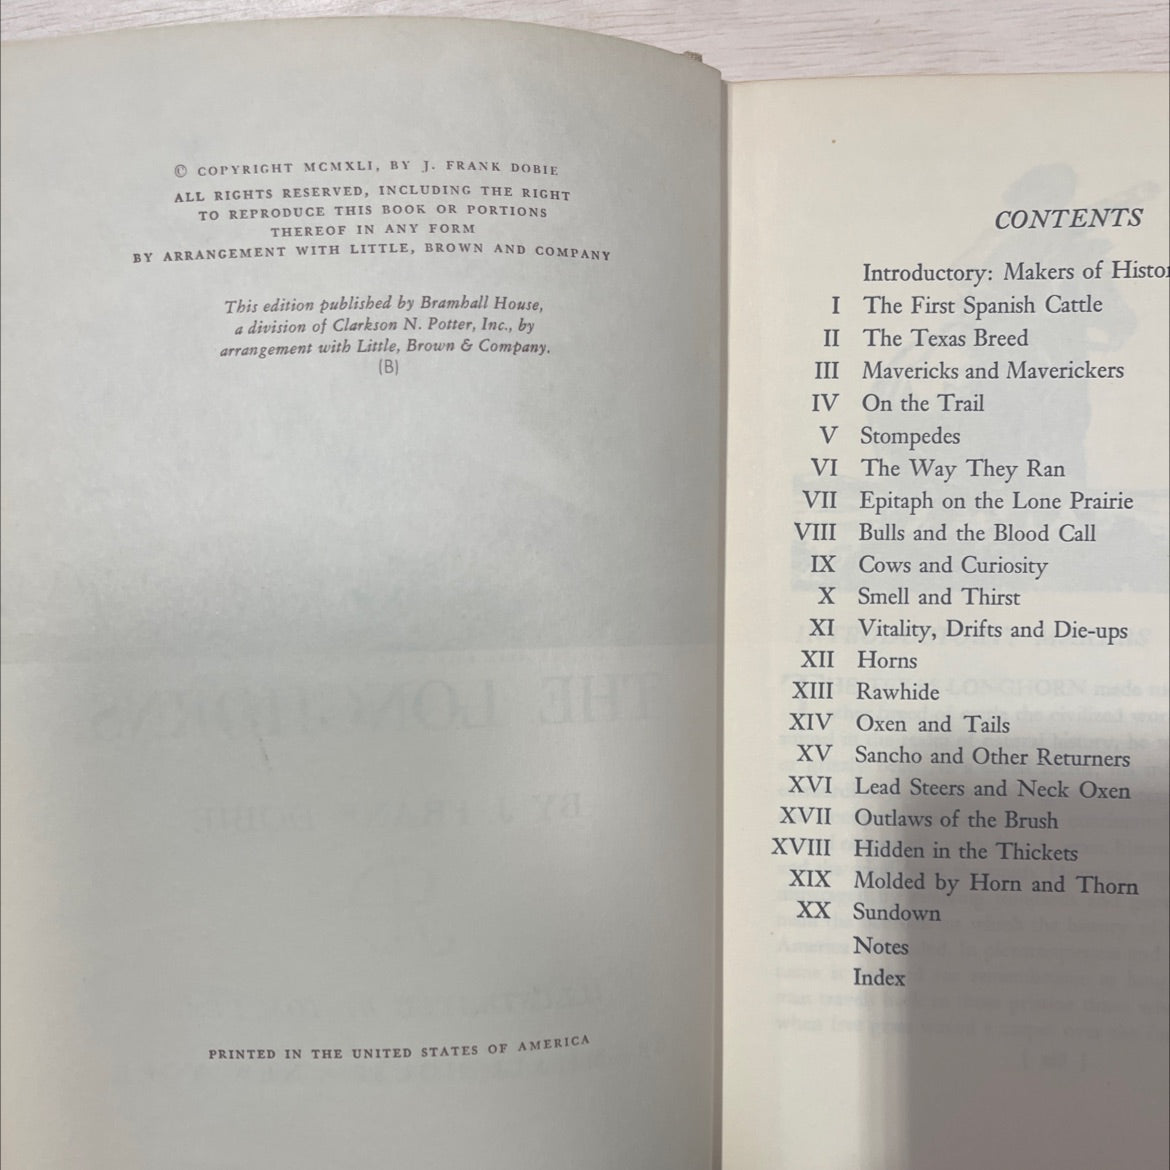 © COPYRIGHT MCMXLI, BY J. FRANK DOBIE
ALL RIGHTS RESERVED, INCLUDING THE RIGHT
TO REPRODUCE THIS BOOK OR PORTIONS
THEREOF IN ANY FORM
BY ARRANGEMENT WITH LITTLE, BROWN AND COMPANY
This edition published by Bramhall House,
a division of Clarkson N. Potter, Inc., by
arrangement with Little, Brown & Company.
(B)
PRINTED IN THE UNITED STATES OF AMERICA
CONTENTS
Introductory: Makers of
I The First Spanish Cattle
II The Texas Breed
III Mavericks and Maverickers
IV On the Trail
V Stompedes
VI The Way They Ran
VII Epitaph on the Lone Prairie
VIII Bulls and the Blood Call
IX Cows and Curiosity
X Smell and Thirst
XI Vitality, Drifts and Die-ups
XII Horns
XIII Rawhide
XIV Oxen and Tails
XV Sancho and Other Returners
XVI Lead Steers and Neck Oxen
XVII Outlaws of the Brush
XVIII Hidden in the Thickets
XIX Molded by Horn and Thorn
XX Sundown
Notes
Index